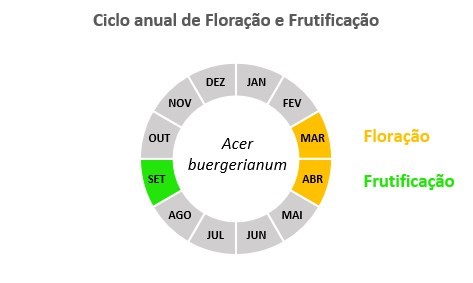 Ciclo anual de Floração e Frutificação
DEZ JAN
NOV FEV
OUT MAR
Acer
buergerianum
SET ABR
AGO MAI
JUL JUN
Floração
Frutificação